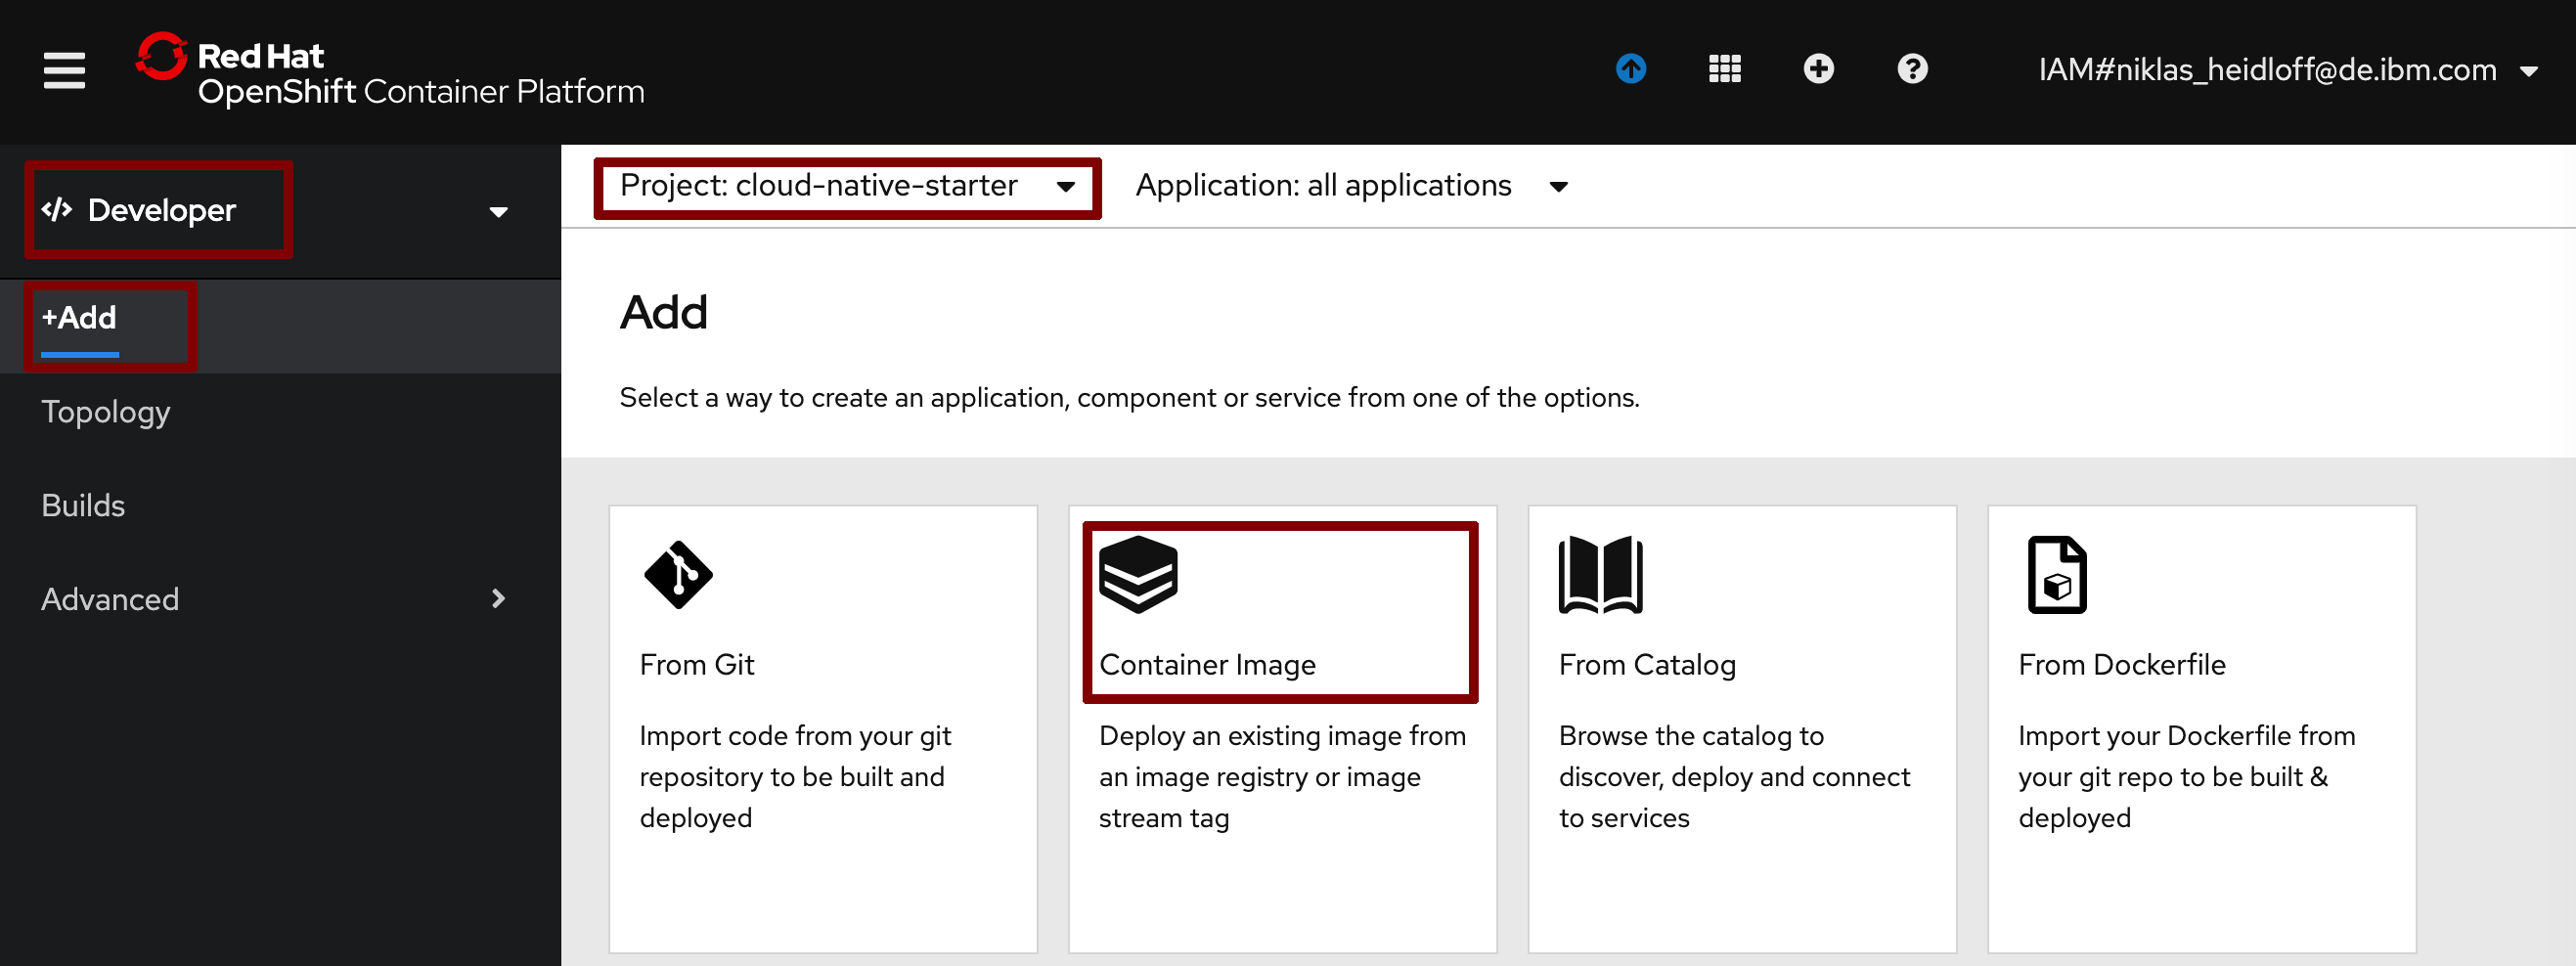 Red Hat
OpenShift Container Platform
IAM#niklas_heidloff@de.ibm.com
</> Developer
Project: cloud-native-starter
Application: all applications
+Add
Topology
Builds
Advanced
Add
Select a way to create an application, component or service from one of the options.
From Git
Import code from your git
repository to be built and
deployed
Container Image
Deploy an existing image from
an image registry or image
stream tag
From Catalog
Browse the catalog to
discover, deploy and connect
to services
From Dockerfile
Import your Dockerfile from
your git repo to be built &
deployed